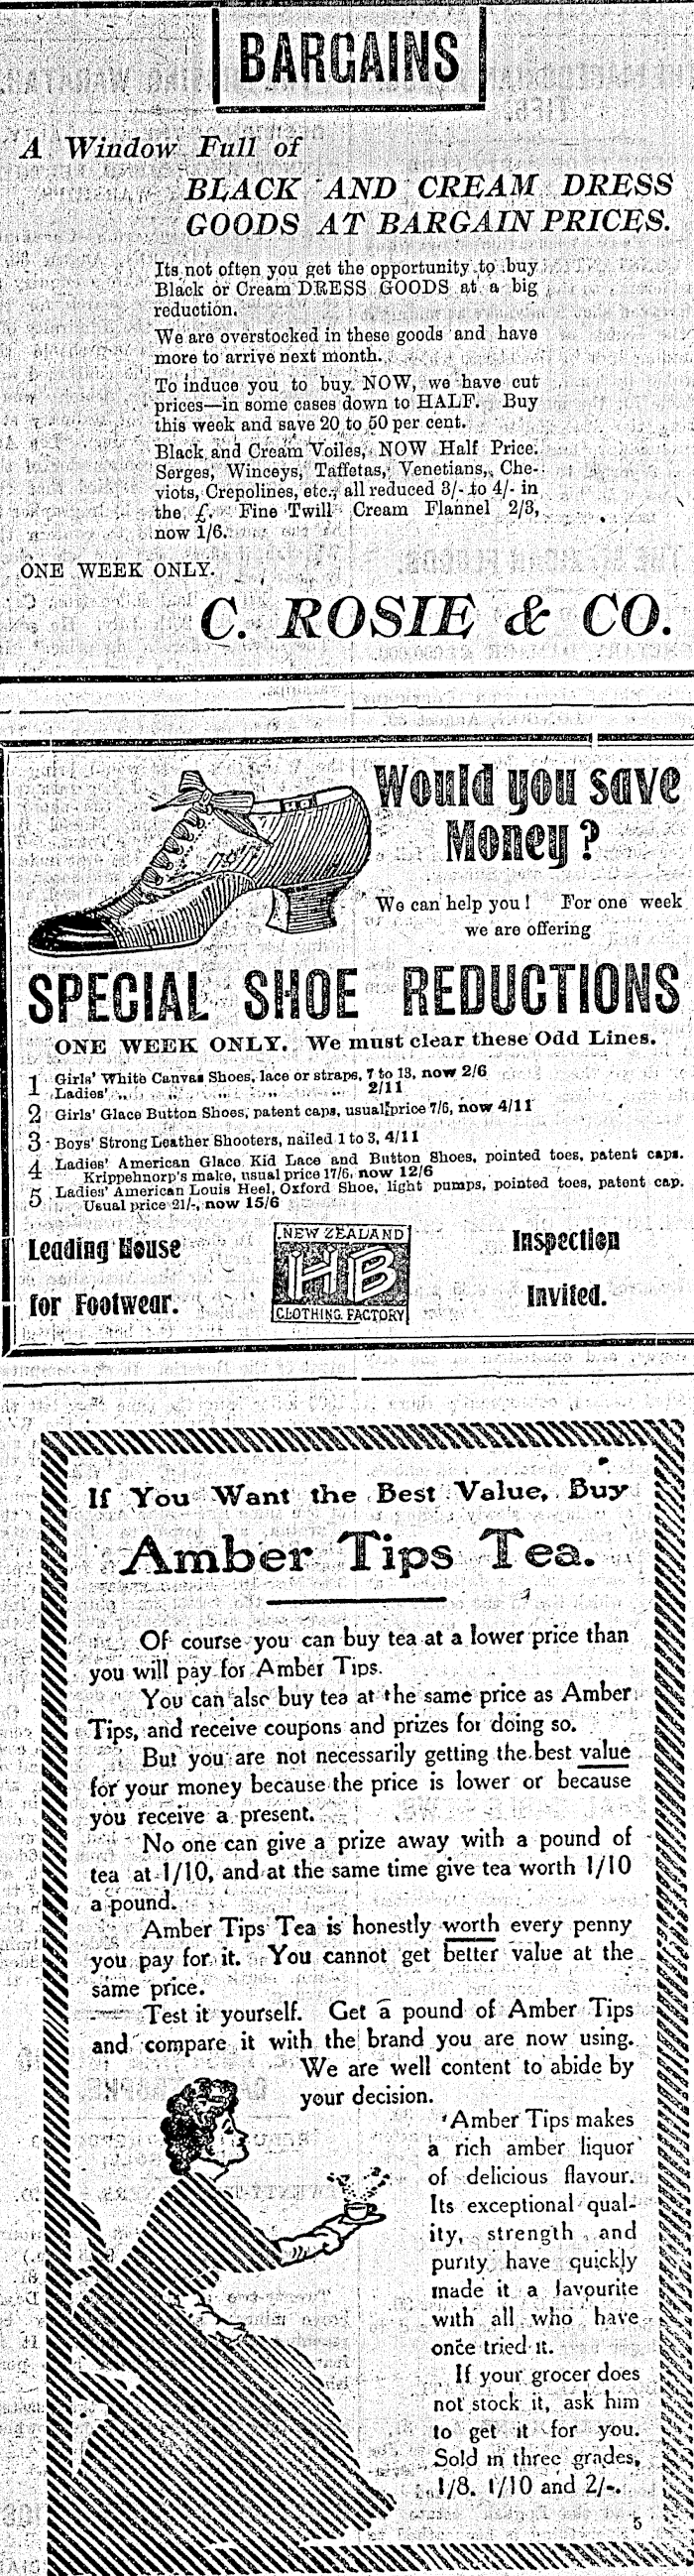 BARGAINS
A Window Full of
BLACK AND CREAM DRESS
GOODS AT BARGAIN PRICES.
Its not often you get the opportunity to buy
Black or Cream DRESS GOODS at a big
reduction.
We are overstocked in these goods and have
more to arrive next month.
To induce you to buy NOW, we have cut
prices—in some cases down to HALF. Buy
this week and save 20 to 50 per cent.
Black and Cream Voiles, NOW Half Price.
Serges, Winceys, Taffetas, Venetians, Che-
viots, Crepolines, etc., all reduced 3/- to 4/- in
the £. Fine Twill Cream Flannel 2/3,
now 1/6.
ONE WEEK ONLY.
C. ROSIE & CO.
Would you save
Money?
We can help you! For one week
we are offering
SPECIAL SHOE REDUCTIONS
ONE WEEK ONLY. We must clear these Odd Lines.
1 Girls' White Canvas Shoes, lace or straps, 7 to 13, now 2/6
Ladies' ,, ,, ,, ,, ,, 2/11
2 Girls' Glace Button Shoes, patent caps, usual price 7/6, now 4/11
3 Boys' Strong Leather Shooters, nailed 1 to 3, 4/11
4 Ladies' American Glace Kid Lace and Button Shoes, pointed toes, patent caps.
Krippehnorp's make, usual price 17/6, now 12/6
5 Ladies' American Louis Heel, Oxford Shoe, light pumps, pointed toes, patent cap.
Usual price 21/-, now 15/6
Leading House
for Footwear.
NEW ZEALAND
HB
CLOTHING FACTORY
Inspection
Invited.
If You Want the Best Value, Buy
Amber Tips Tea.
Of course you can buy tea at a lower price than
you will pay for Amber Tips.
You can also buy tea at the same price as Amber
Tips, and receive coupons and prizes for doing so.
But you are not necessarily getting the best value
for your money because the price is lower or because
you receive a present.
No one can give a prize away with a pound of
tea at 1/10, and at the same time give tea worth 1/10
a pound.
Amber Tips Tea is honestly worth every penny
you pay for it. You cannot get better value at the
same price.
Test it yourself. Get a pound of Amber Tips
and compare it with the brand you are now using.
We are well content to abide by
your decision.
Amber Tips makes
a rich amber liquor
of delicious flavour.
Its exceptional qual-
ity, strength and
purity have quickly
made it a favourite
with all who have
once tried it.
If your grocer does
not stock it, ask him
to get it for you.
Sold in three grades,
1/8, 1/10 and 2/-.
5